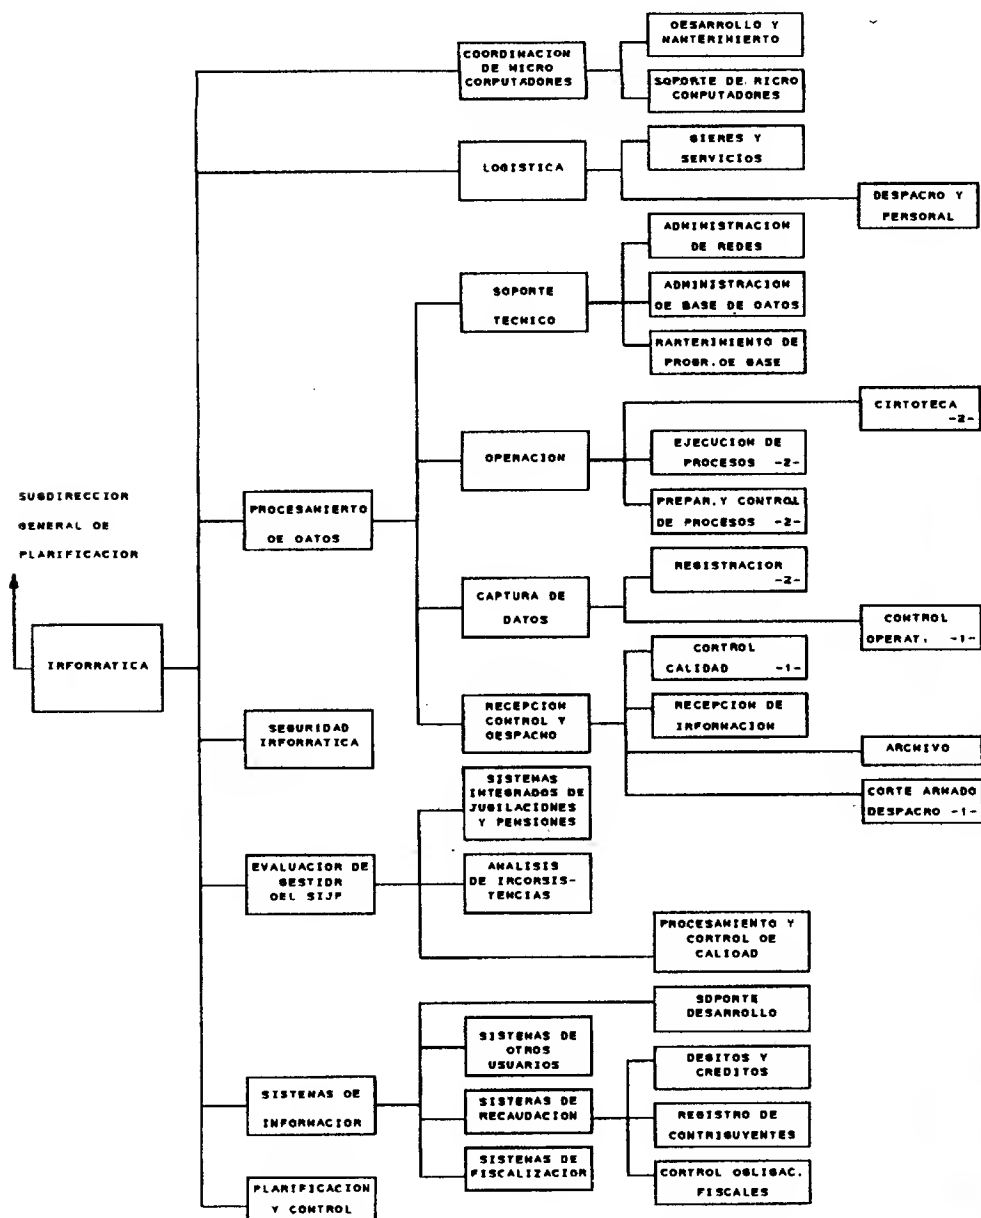 COORDINACION
DE MICRO
COMPUTADORES
DESARROLLO Y
MANTENIMIENTO
SOPORTE DE MICRO
COMPUTADORES
LOGISTICA
BIENES Y
SERVICIOS
DESPACHO Y
PERSONAL
SOPORTE
TECNICO
ADMINISTRACION
DE REDES
ADMINISTRACION
DE BASE DE DATOS
MANTENIMIENTO DE
PROGR.DE BASE
OPERACION
CINTOTECA
-2-
EJECUCION DE
PROCESOS -2-
PREPAR.Y CONTROL
DE PROCESOS -2-
SUBDIRECCION
GENERAL DE
PLANIFICACION
PROCESAMIENTO
DE DATOS
CAPTURA DE
DATOS
REGISTRACION
-2-
CONTROL
OPERAT. -1-
INFORMATICA
RECEPCION
CONTROL Y
DESPACHO
CONTROL
CALIDAD -1-
RECEPCION DE
INFORMACION
ARCHIVO
CORTE ARMADO
DESPACHO -1-
SEGURIDAD
INFORMATICA
EVALUACION DE
GESTION
DEL SIJP
SISTEMAS
INTEGRADOS DE
JUBILACIONES
Y PENSIONES
ANALISIS
DE INCONSIS-
TENCIAS
PROCESAMIENTO Y
CONTROL DE
CALIDAD
SISTEMAS DE
INFORMACION
SOPORTE
DESARROLLO
SISTEMAS DE
OTROS
USUARIOS
SISTEMAS DE
RECAUDACION
DEBITOS Y
CREDITOS
REGISTRO DE
CONTRIBUYENTES
CONTROL OBLIGAC.
FISCALES
SISTEMAS DE
FISCALIZACION
PLANIFICACION
Y CONTROL